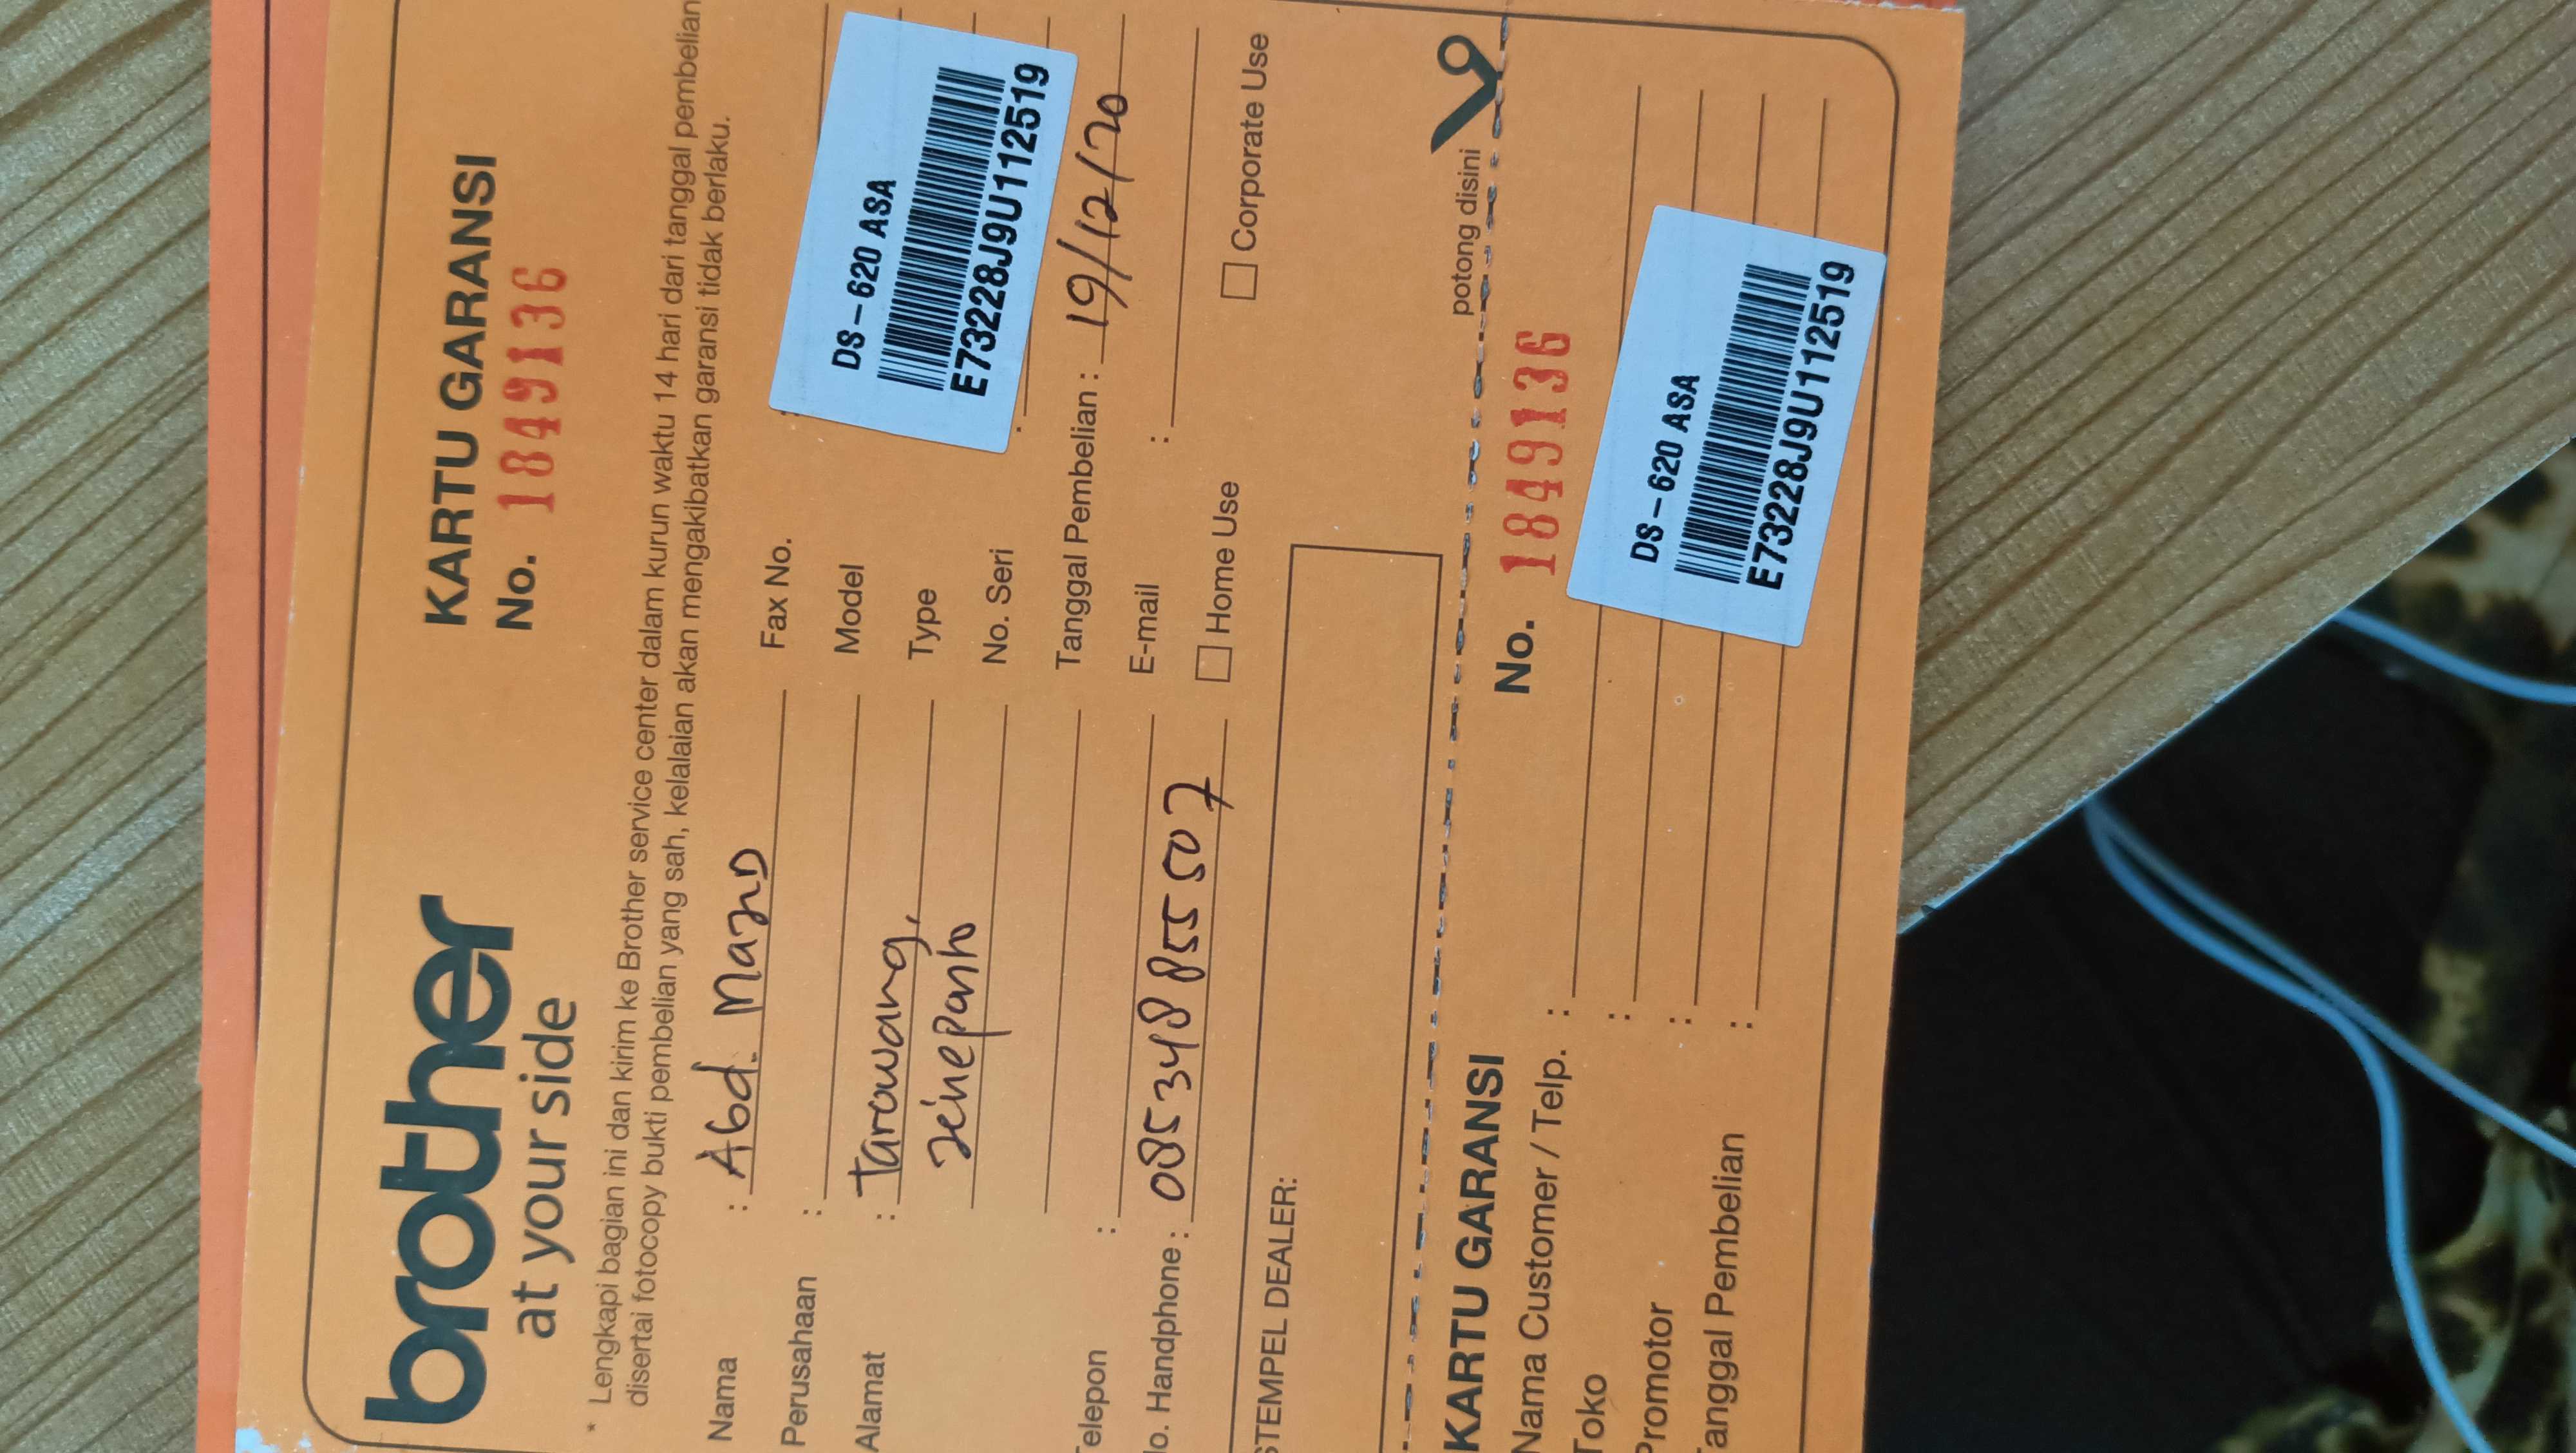 brother
at your side
KARTU GARANSI
No. 1849136
* Lengkapi bagian ini dan kirim ke Brother service center dalam kurun waktu 14 hari dari tanggal pembelian
disertai fotocopy bukti pembelian yang sah, kelalaian akan mengakibatkan garansi tidak berlaku.
Nama : Abd.
Perusahaan :
Alamat : Tarowang,
Jeneponto
Telepon :
No. Handphone : 085348855507
Fax No. :
Model
Type
No. Seri :
DS-620 ASA
E73228J9U112519
Tanggal Pembelian : 19/12/20
E-mail :
Home Use
Corporate Use
STEMPEL DEALER:
potong disini
KARTU GARANSI
No. 1849136
Nama Customer / Telp. :
Toko :
Promotor :
Tanggal Pembelian :
DS-620 ASA
E73228J9U112519